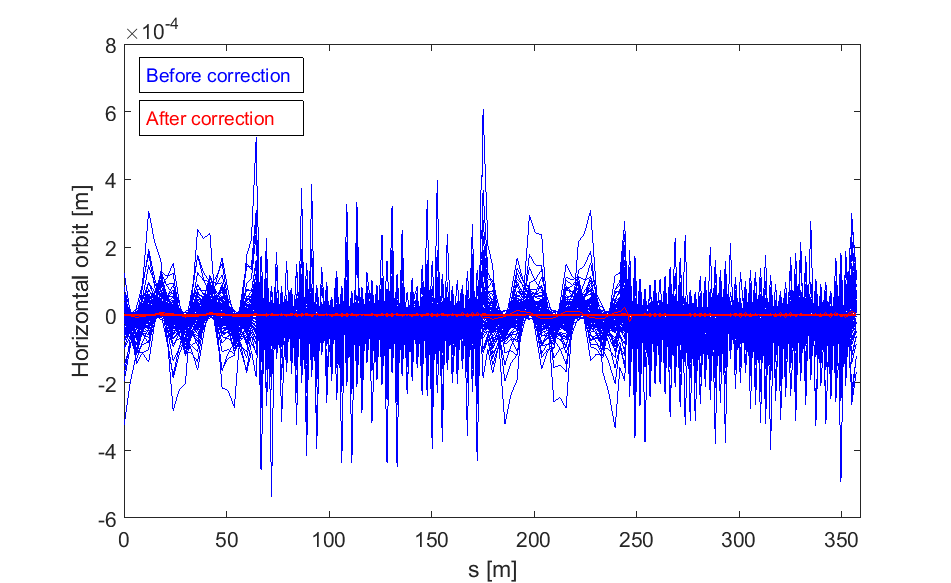 ×10-4
8
6
4
2
0
-2
-4
-6
Before correction
After correction
Horizontal orbit [m]
0 50 100 150 200 250 300 350
s [m]